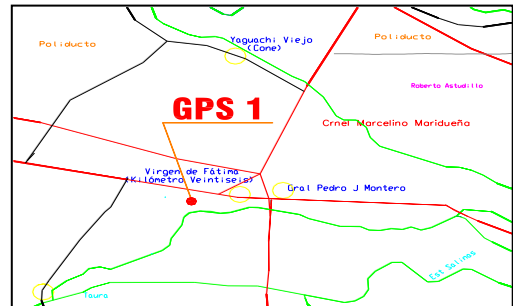 Yaguachi Viejo
(Cone)
Poliducto
Poliducto
Roberto Astudillo
GPS 1
Crnel Marcelino Maridueña
Virgen de Fátima
(Kilómetro Veintiseis)
Gral Pedro J Montero
Est Salinas
Taura